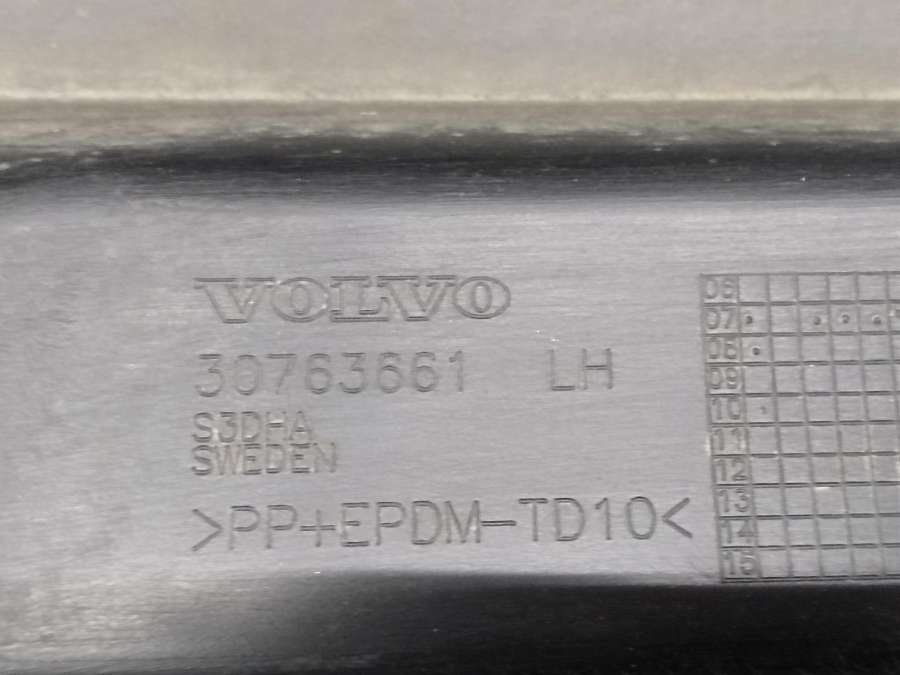 VOLVO
30763661 LH
S3DHA
SWEDEN
>PP+EPDM-TD10<
06
07
08
09
10
11
12
13
14
15